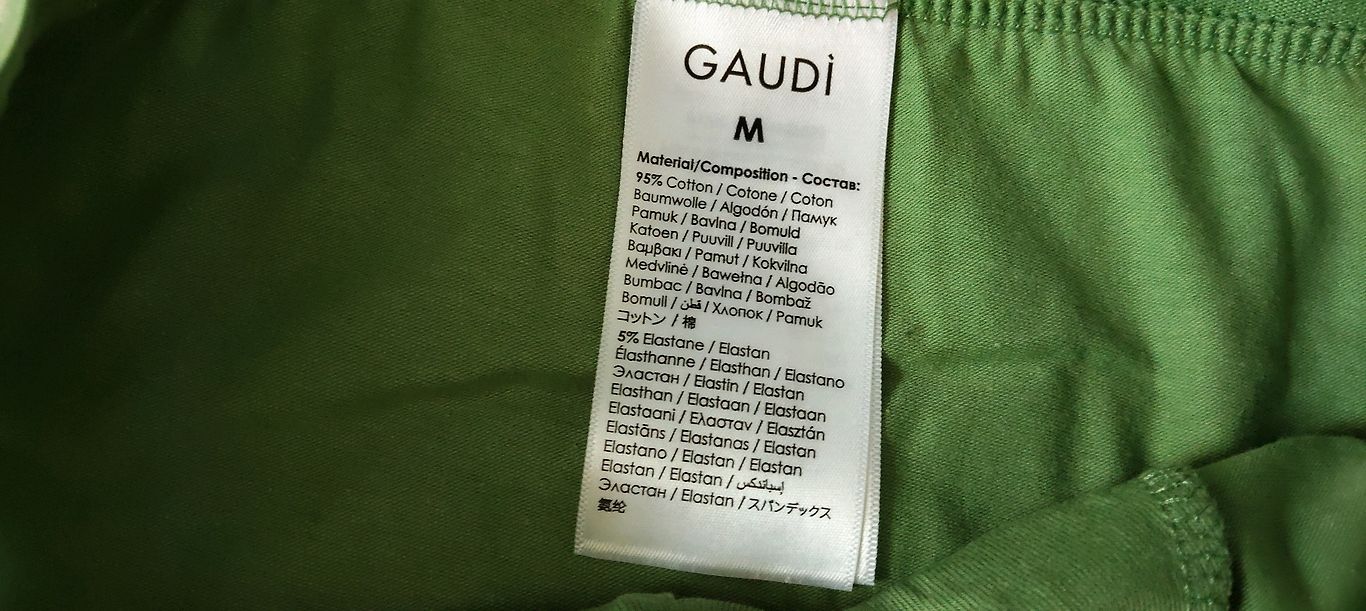 GAUDÌ
M
Material/Composition - Состав:
95% Cotton / Cotone / Coton
Baumwolle / Algodón / Памук
Pamuk / Bavlna / Bomuld
Katoen / Puuvill / Puuvilla
Βαμβακι / Pamut / Kokvilna
Medvilnė / Bawełna / Algodão
Bumbac / Bavlna / Bombaž
Bomull / قطن / Хлопок / Pamuk
コットン / 棉
5% Elastane / Elastan
Élasthanne / Elasthan / Elastano
Эластан / Elastin / Elastan
Elasthan / Elastaan / Elastaan
Elastaani / Ελασταν / Elasztán
Elastāns / Elastanas / Elastan
Elastano / Elastan / Elastan
Elastan / Elastan / إسباندكس
Эластан / Elastan / スパンデックス
氨纶